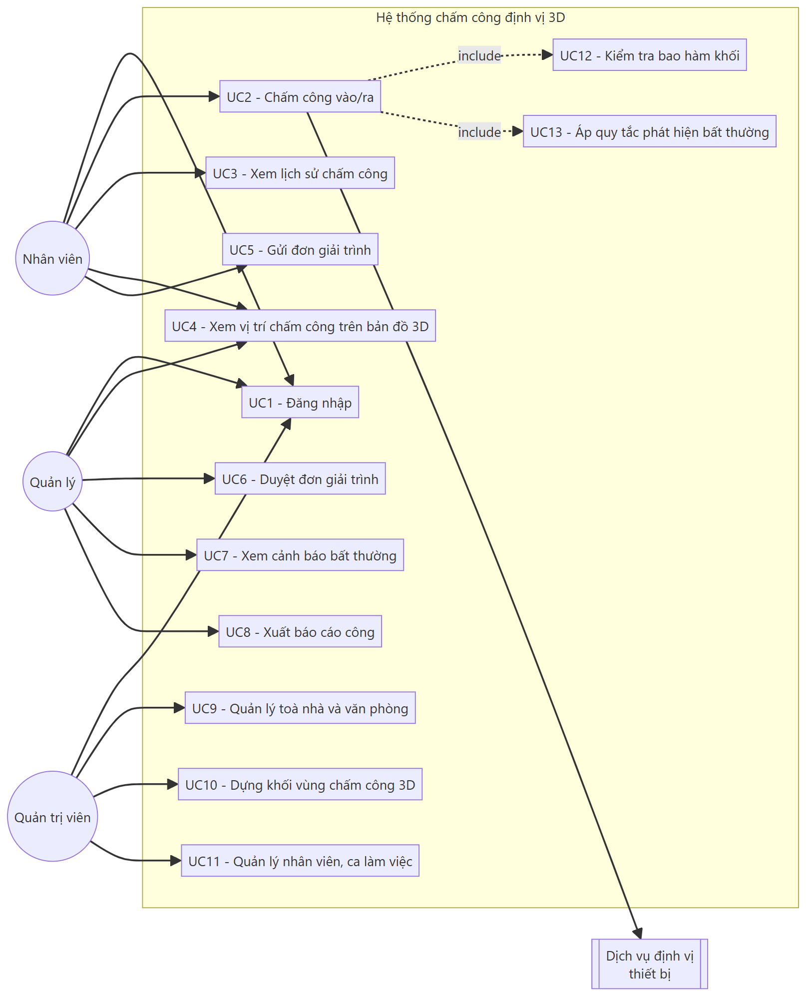 Hệ thống chấm công định vị 3D
include
UC12 - Kiểm tra bao hàm khối
UC2 - Chấm công vào/ra
include
UC13 - Áp quy tắc phát hiện bất thường
UC3 - Xem lịch sử chấm công
UC5 - Gửi đơn giải trình
Nhân viên
UC4 - Xem vị trí chấm công trên bản đồ 3D
UC1 - Đăng nhập
UC6 - Duyệt đơn giải trình
Quản lý
UC7 - Xem cảnh báo bất thường
UC8 - Xuất báo cáo công
UC9 - Quản lý toà nhà và văn phòng
UC10 - Dựng khối vùng chấm công 3D
Quản trị viên
UC11 - Quản lý nhân viên, ca làm việc
Dịch vụ định vị
thiết bị